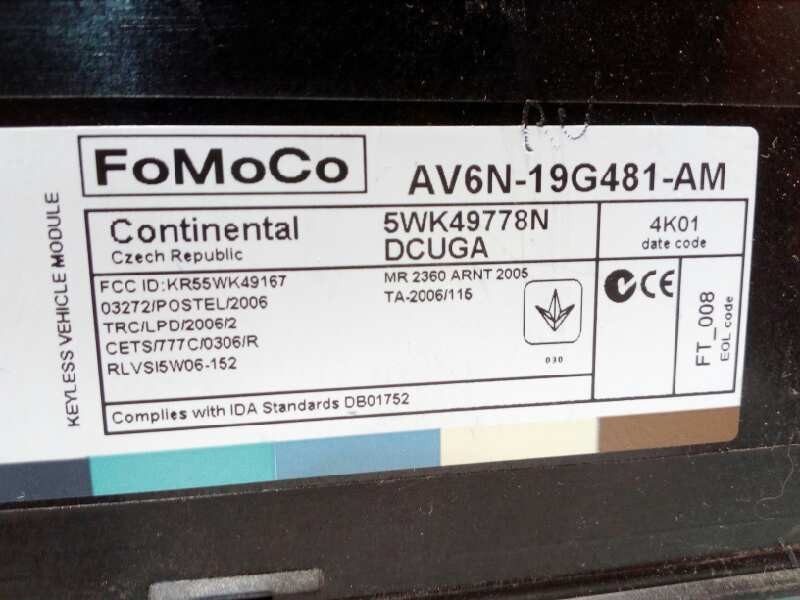 KEYLESS VEHICLE MODULE
FoMoCo
AV6N-19G481-AM
Continental
Czech Republic
5WK49778N
DCUGA
4K01
date code
FCC ID:KR55WK49167
03272/POSTEL/2006
TRC/LPD/2006/2
CETS/777C/0306/R
RLVSI5W06-152
MR 2360 ARNT 2005
TA-2006/115
030
CE
FT_008
EOL code
Complies with IDA Standards DB01752